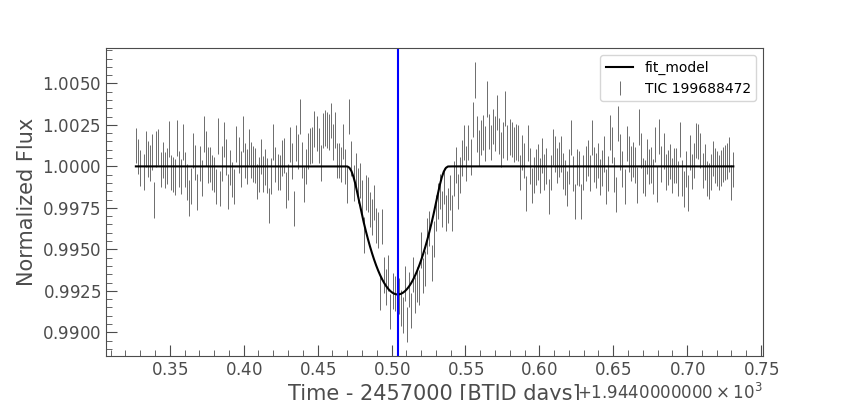 fit_model
TIC 199688472
Normalized Flux
1.0050
1.0025
1.0000
0.9975
0.9950
0.9925
0.9900
0.35 0.40 0.45 0.50 0.55 0.60 0.65 0.70 0.75
Time - 2457000 [BTJD days]
+1.9440000000 × 10³